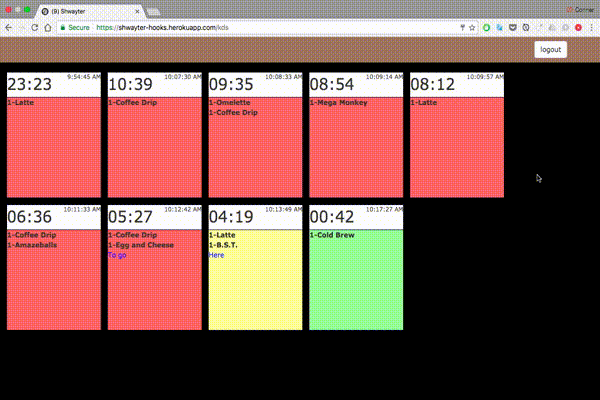 (9) Shwayter
Connor
Secure
https://shwayter-hooks.herokuapp.com/kds
logout
23:23
9:54:45 AM
1-Latte
10:39
10:07:30 AM
1-Coffee Drip
09:35
10:08:33 AM
1-Omelette
1-Coffee Drip
08:54
10:09:14 AM
1-Mega Monkey
08:12
10:09:57 AM
1-Latte
06:36
10:11:33 AM
1-Coffee Drip
1-Amazeballs
05:27
10:12:42 AM
1-Coffee Drip
1-Egg and Cheese
To go
04:19
10:13:49 AM
1-Latte
1-B.S.T.
Here
00:42
10:17:27 AM
1-Cold Brew